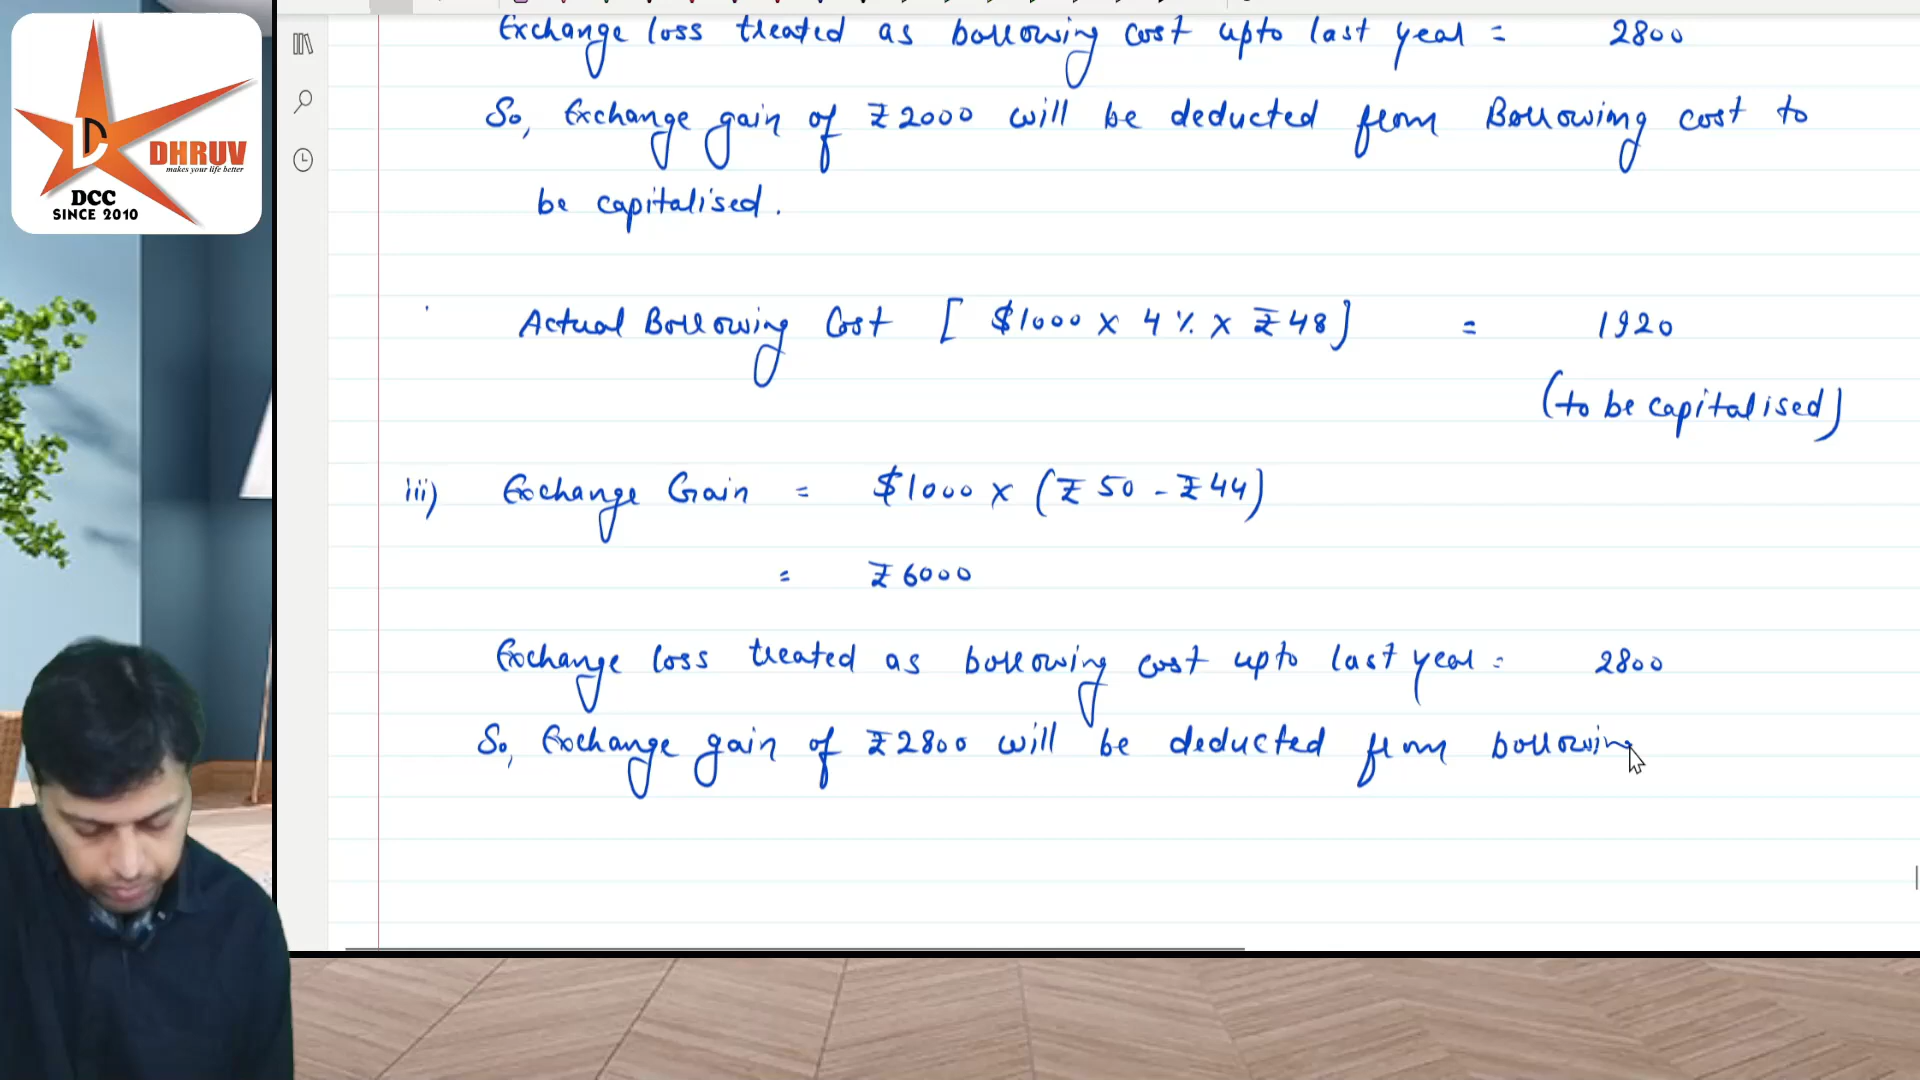 DHRUV
makes your life better
DC
DCC
SINCE 2010
Exchange loss treated as borrowing cost upto last year = 2800
So, Exchange gain of ₹2000 will be deducted from Borrowing cost to
be capitalised.
Actual Borrowing Cost [ $1000 x 4% x ₹48] = 1920
(to be capitalised)
iii) Exchange Gain = $1000 x (₹50 - ₹44)
= ₹6000
Exchange loss treated as borrowing cost upto last year = 2800
So, Exchange gain of ₹2800 will be deducted from borrowing